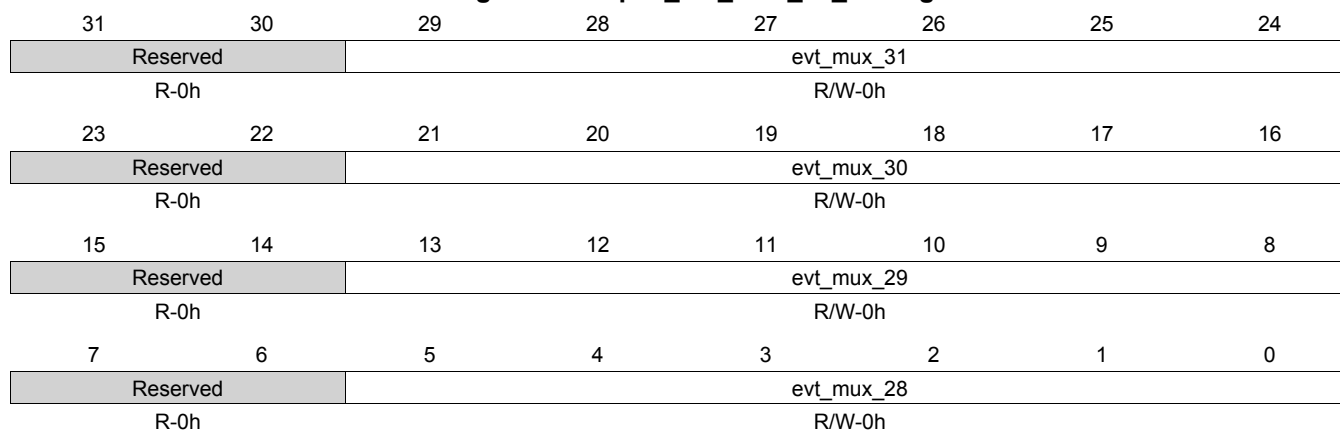 31 30 29 28 27 26 25 24
Reserved evt_mux_31
R-0h R/W-0h
23 22 21 20 19 18 17 16
Reserved evt_mux_30
R-0h R/W-0h
15 14 13 12 11 10 9 8
Reserved evt_mux_29
R-0h R/W-0h
7 6 5 4 3 2 1 0
Reserved evt_mux_28
R-0h R/W-0h